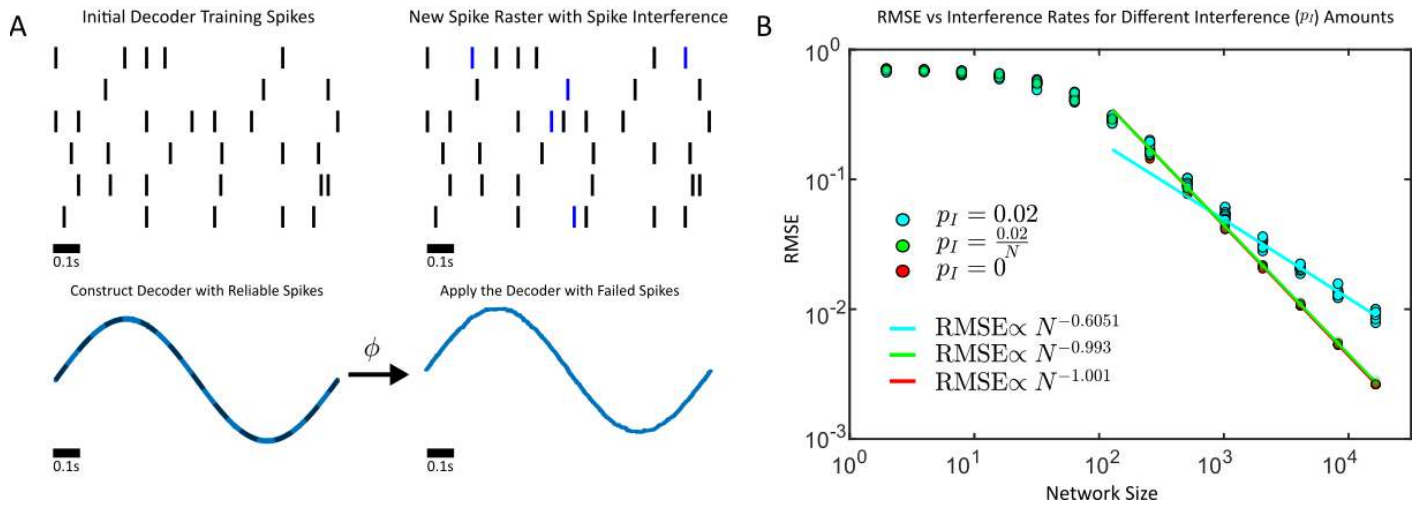 A
Initial Decoder Training Spikes
New Spike Raster with Spike Interference
0.1s
0.1s
Construct Decoder with Reliable Spikes
Apply the Decoder with Failed Spikes
ϕ
0.1s
0.1s
B
RMSE vs Interference Rates for Different Interference (p_I) Amounts
RMSE
10^0
10^-1
10^-2
10^-3
p_I = 0.02
p_I = 0.02/N
p_I = 0
RMSE∝ N^-0.6051
RMSE∝ N^-0.993
RMSE∝ N^-1.001
10^0
10^1
10^2
10^3
10^4
Network Size